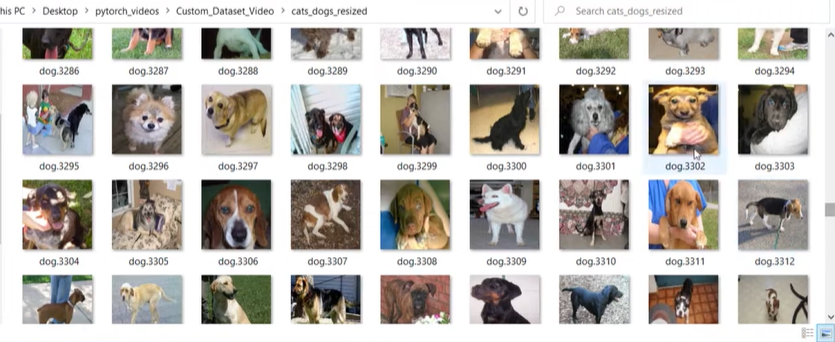 his PC > Desktop > pytorch_videos > Custom_Dataset_Video > cats_dogs_resized
Search cats_dogs_resized
dog.3286 dog.3287 dog.3288 dog.3289 dog.3290 dog.3291 dog.3292 dog.3293 dog.3294
dog.3295 dog.3296 dog.3297 dog.3298 dog.3299 dog.3300 dog.3301 dog.3302 dog.3303
dog.3304 dog.3305 dog.3306 dog.3307 dog.3308 dog.3309 dog.3310 dog.3311 dog.3312